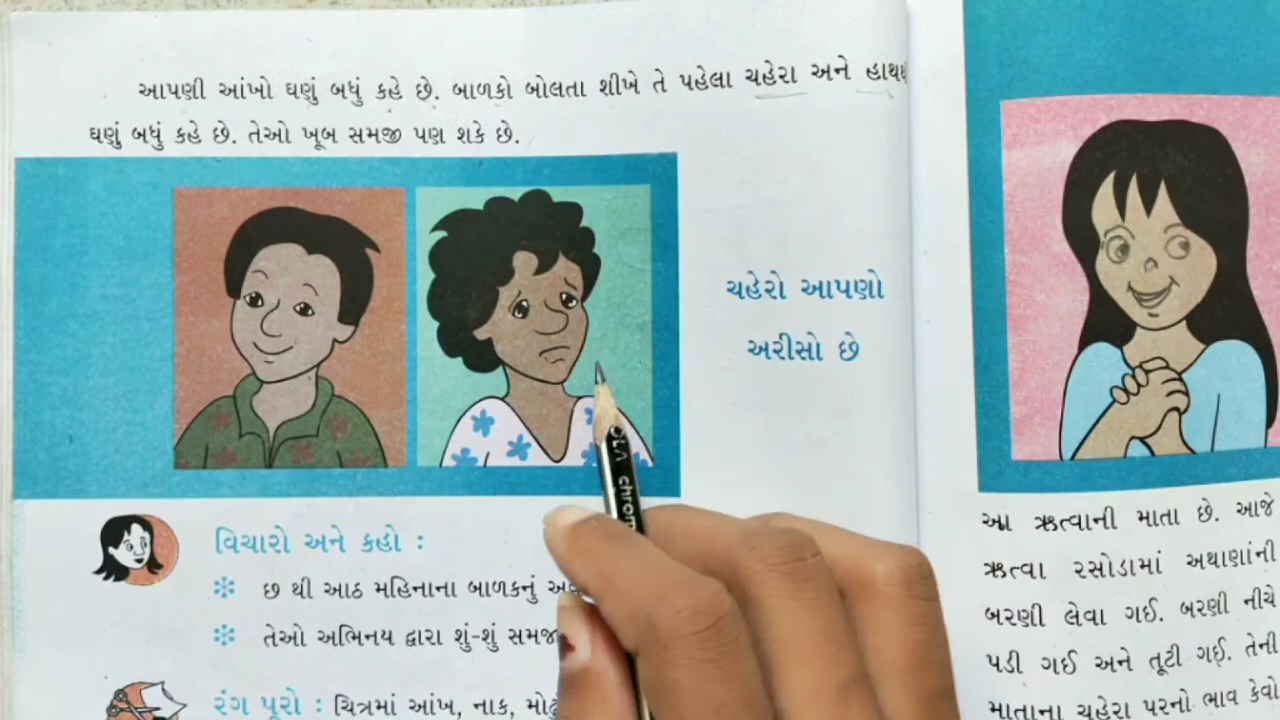 આપણી આંખો ઘણું બધું કહે છે. બાળકો બોલતા શીખે તે પહેલા ચહેરા અને
ઘણું બધું કહે છે. તેઓ ખૂબ સમજી પણ શકે છે.
ચહેરો આપણો
અરીસો છે
વિચારો અને કહો :
છ થી આઠ મહિનાના બાળકનું
તેઓ અભિનય દ્વારા શું-શું
રંગ પૂરો : ચિત્રમાં આંખ, નાક,
chrom
આ ઋત્વાની માતા છે. આજે
ઋત્વા રસોડામાં અથાણાંની
બરણી લેવા ગઈ. બરણી નીચે
પડી ગઈ અને તૂટી ગઈ. તેની
માતાના ચહેરા પરનો ભાવ કેવો